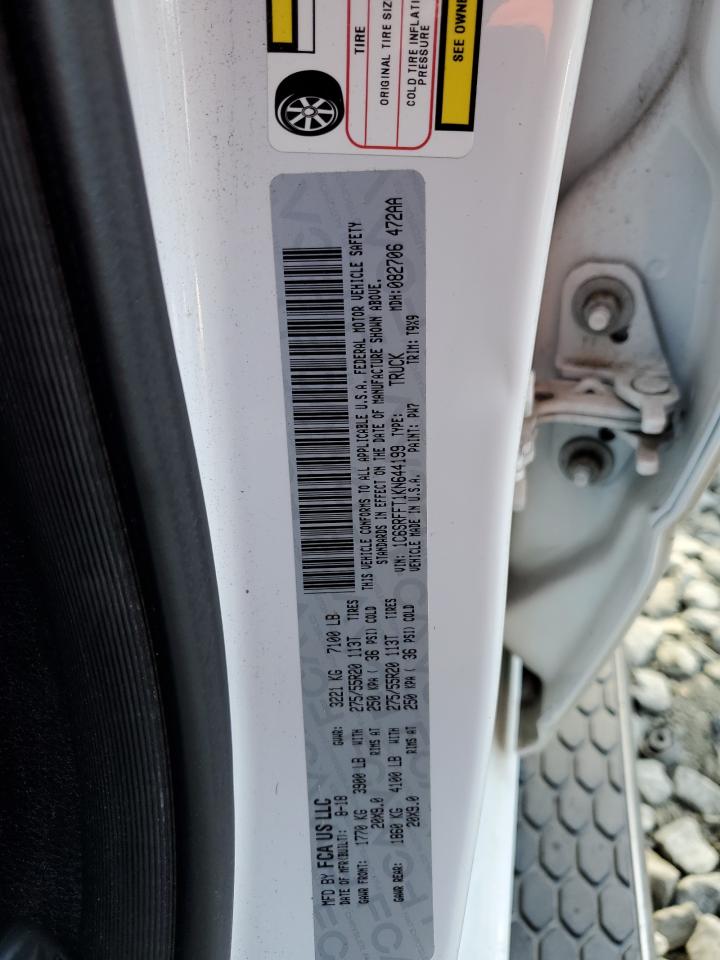 TIRE
ORIGINAL TIRE SIZ
COLD TIRE INFLATI
PRESSURE
SEE OWNE
MFD BY FCA US LLC
DATE OF MFR(BUILT): 8-18 GVWR: 3221 KG 7100 LB
GAWR FRONT: 1770 KG 3900 LB WITH 275/55R20 113T TIRES
20X9.0 RIMS AT 250 KPA ( 36 PSI) COLD
GAWR REAR: 1860 KG 4100 LB WITH 275/55R20 113T TIRES
20X9.0 RIMS AT 250 KPA ( 36 PSI) COLD
THIS VEHICLE CONFORMS TO ALL APPLICABLE U.S.A. FEDERAL MOTOR VEHICLE SAFETY
STANDARDS IN EFFECT ON THE DATE OF MANUFACTURE SHOWN ABOVE.
VIN: 1C6SRFFT1KN644199 TYPE: TRUCK MDH:082706 472AA
VEHICLE MADE IN U.S.A. PAINT: PW7 TRIM: T9X9